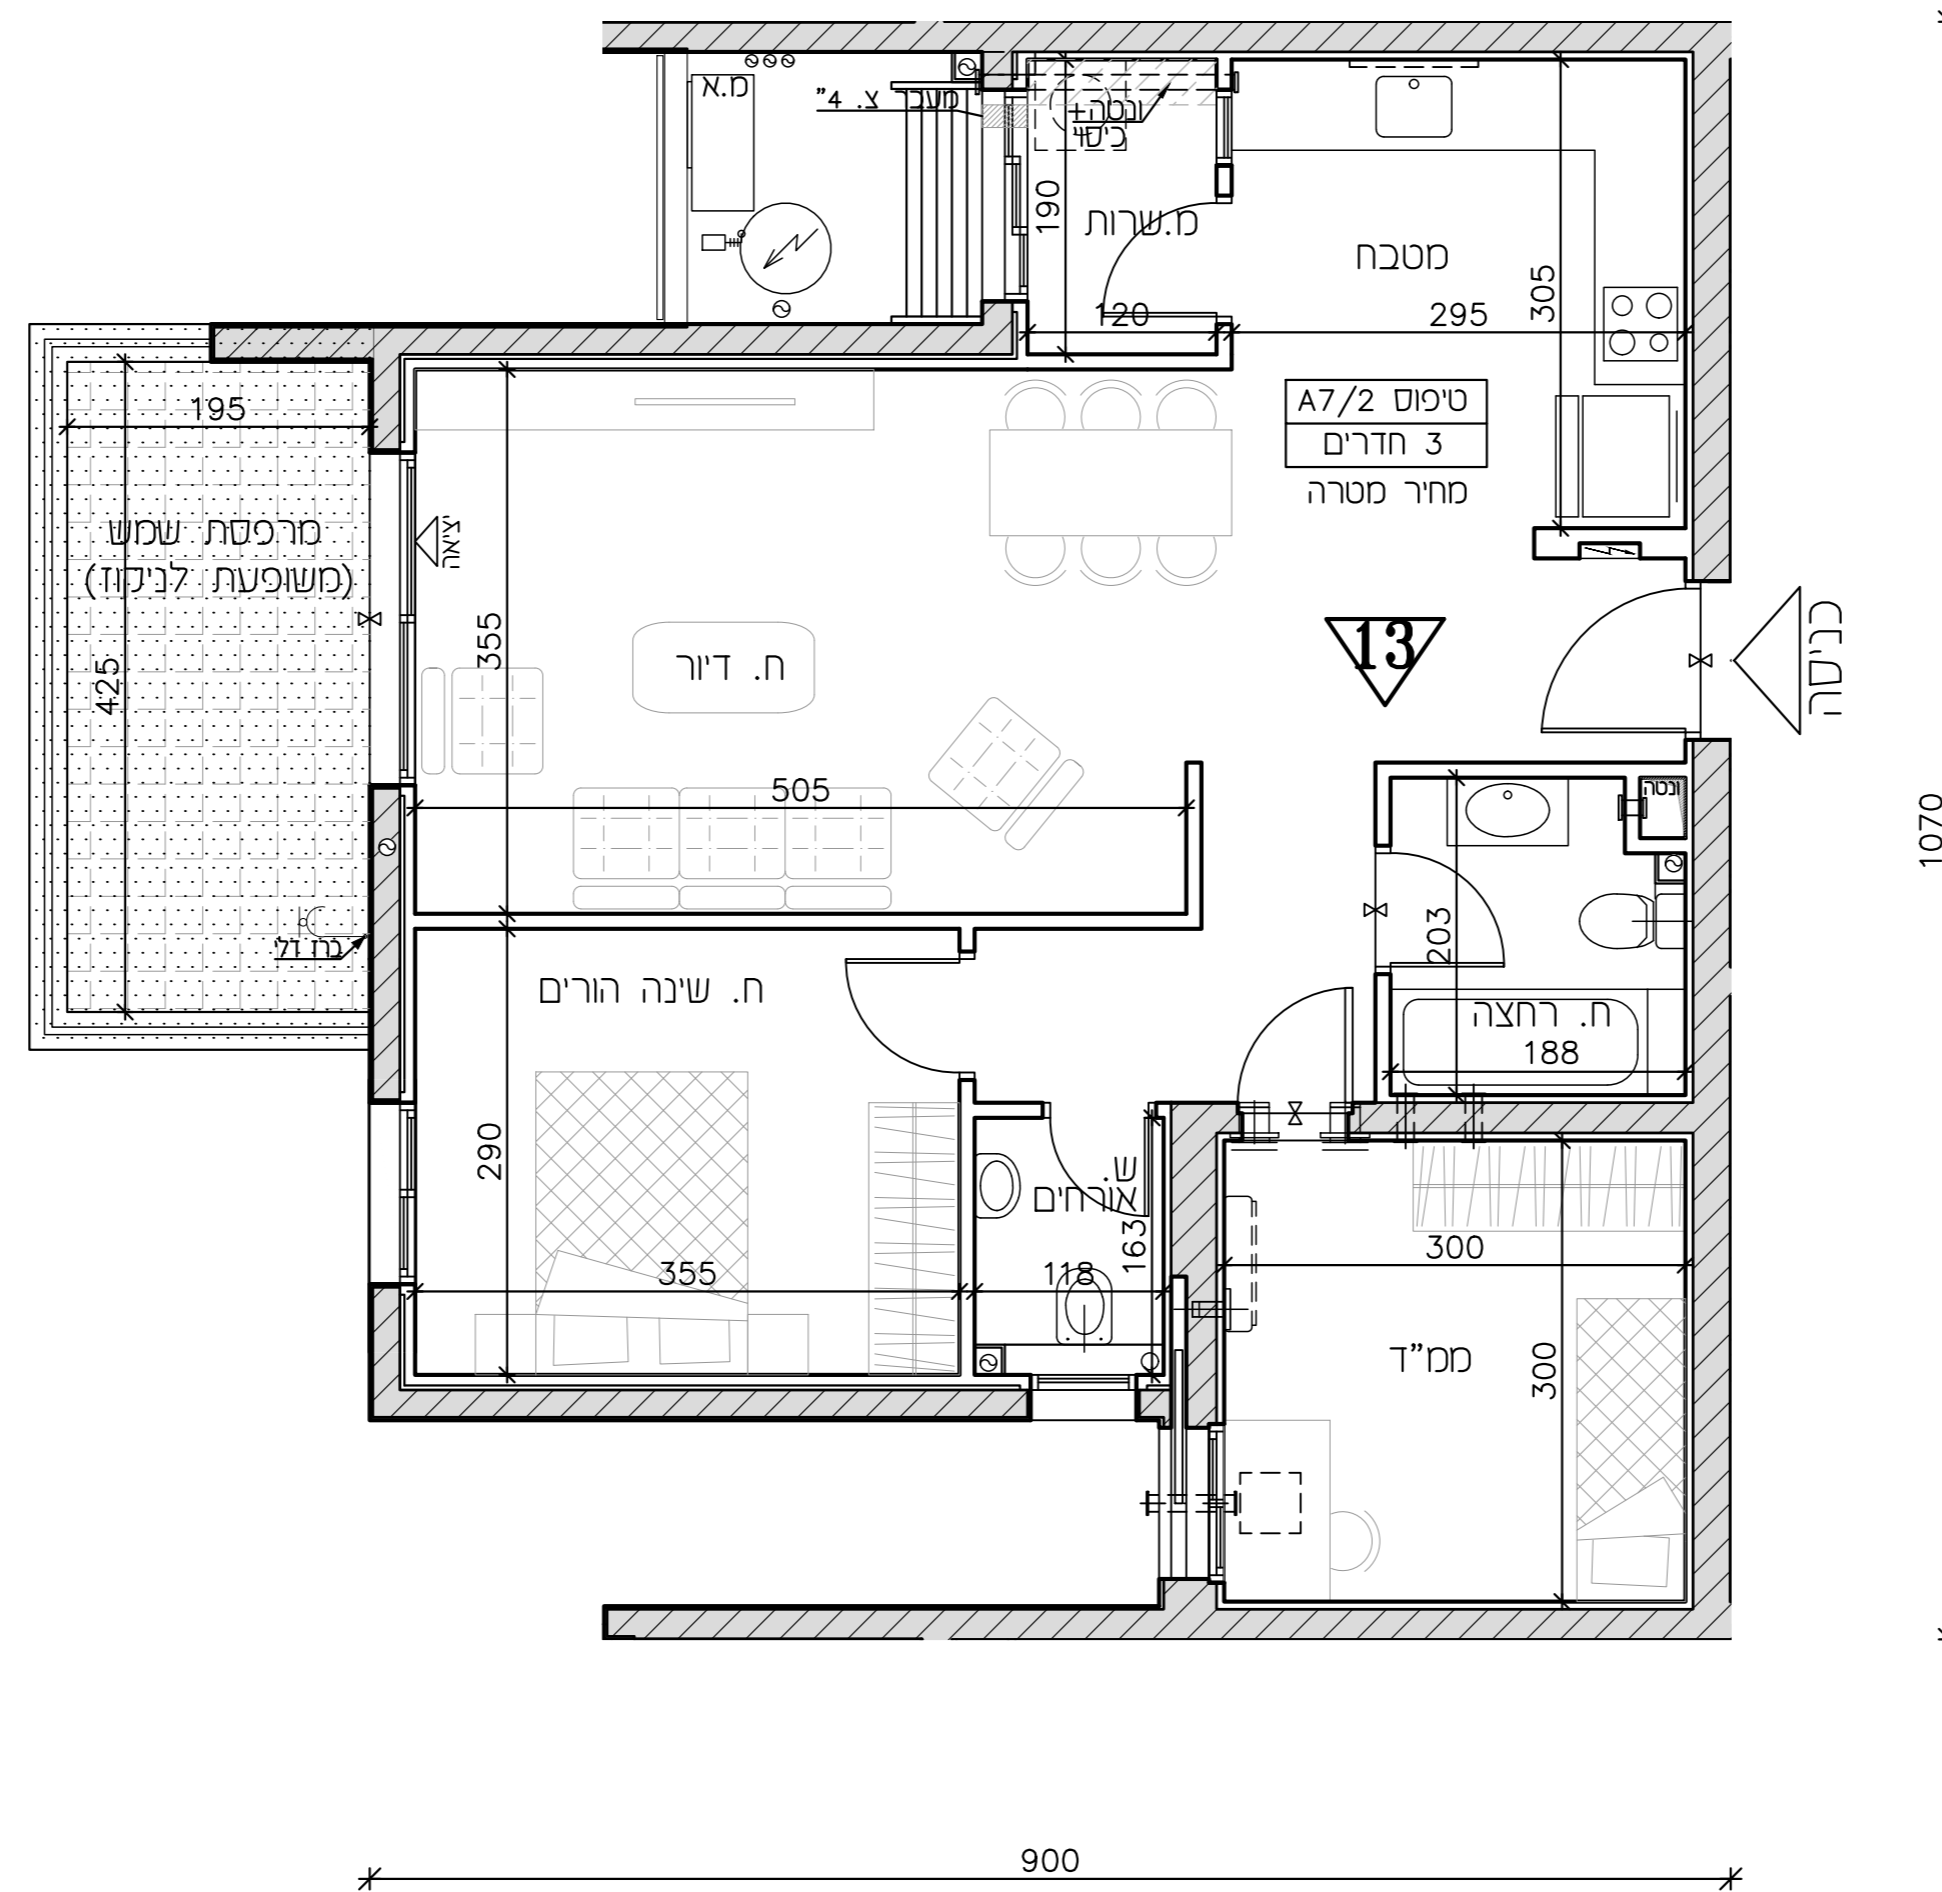 מ.א
מעבר צ. 4"
ונטה+
כיסוי
190
מ.שרות
מטבח
305
120
295
195
טיפוס A7/2
3 חדרים
מחיר מטרה
מרפסת שמש
(משופעת לניקוז)
יציאה
425
355
ח. דיור
13
כניסה
505
ונטה
1070
203
ברז דלי
ח. שינה הורים
ח. רחצה
188
290
ש.
אורחים
163
355
118
300
ממ"ד
300
900